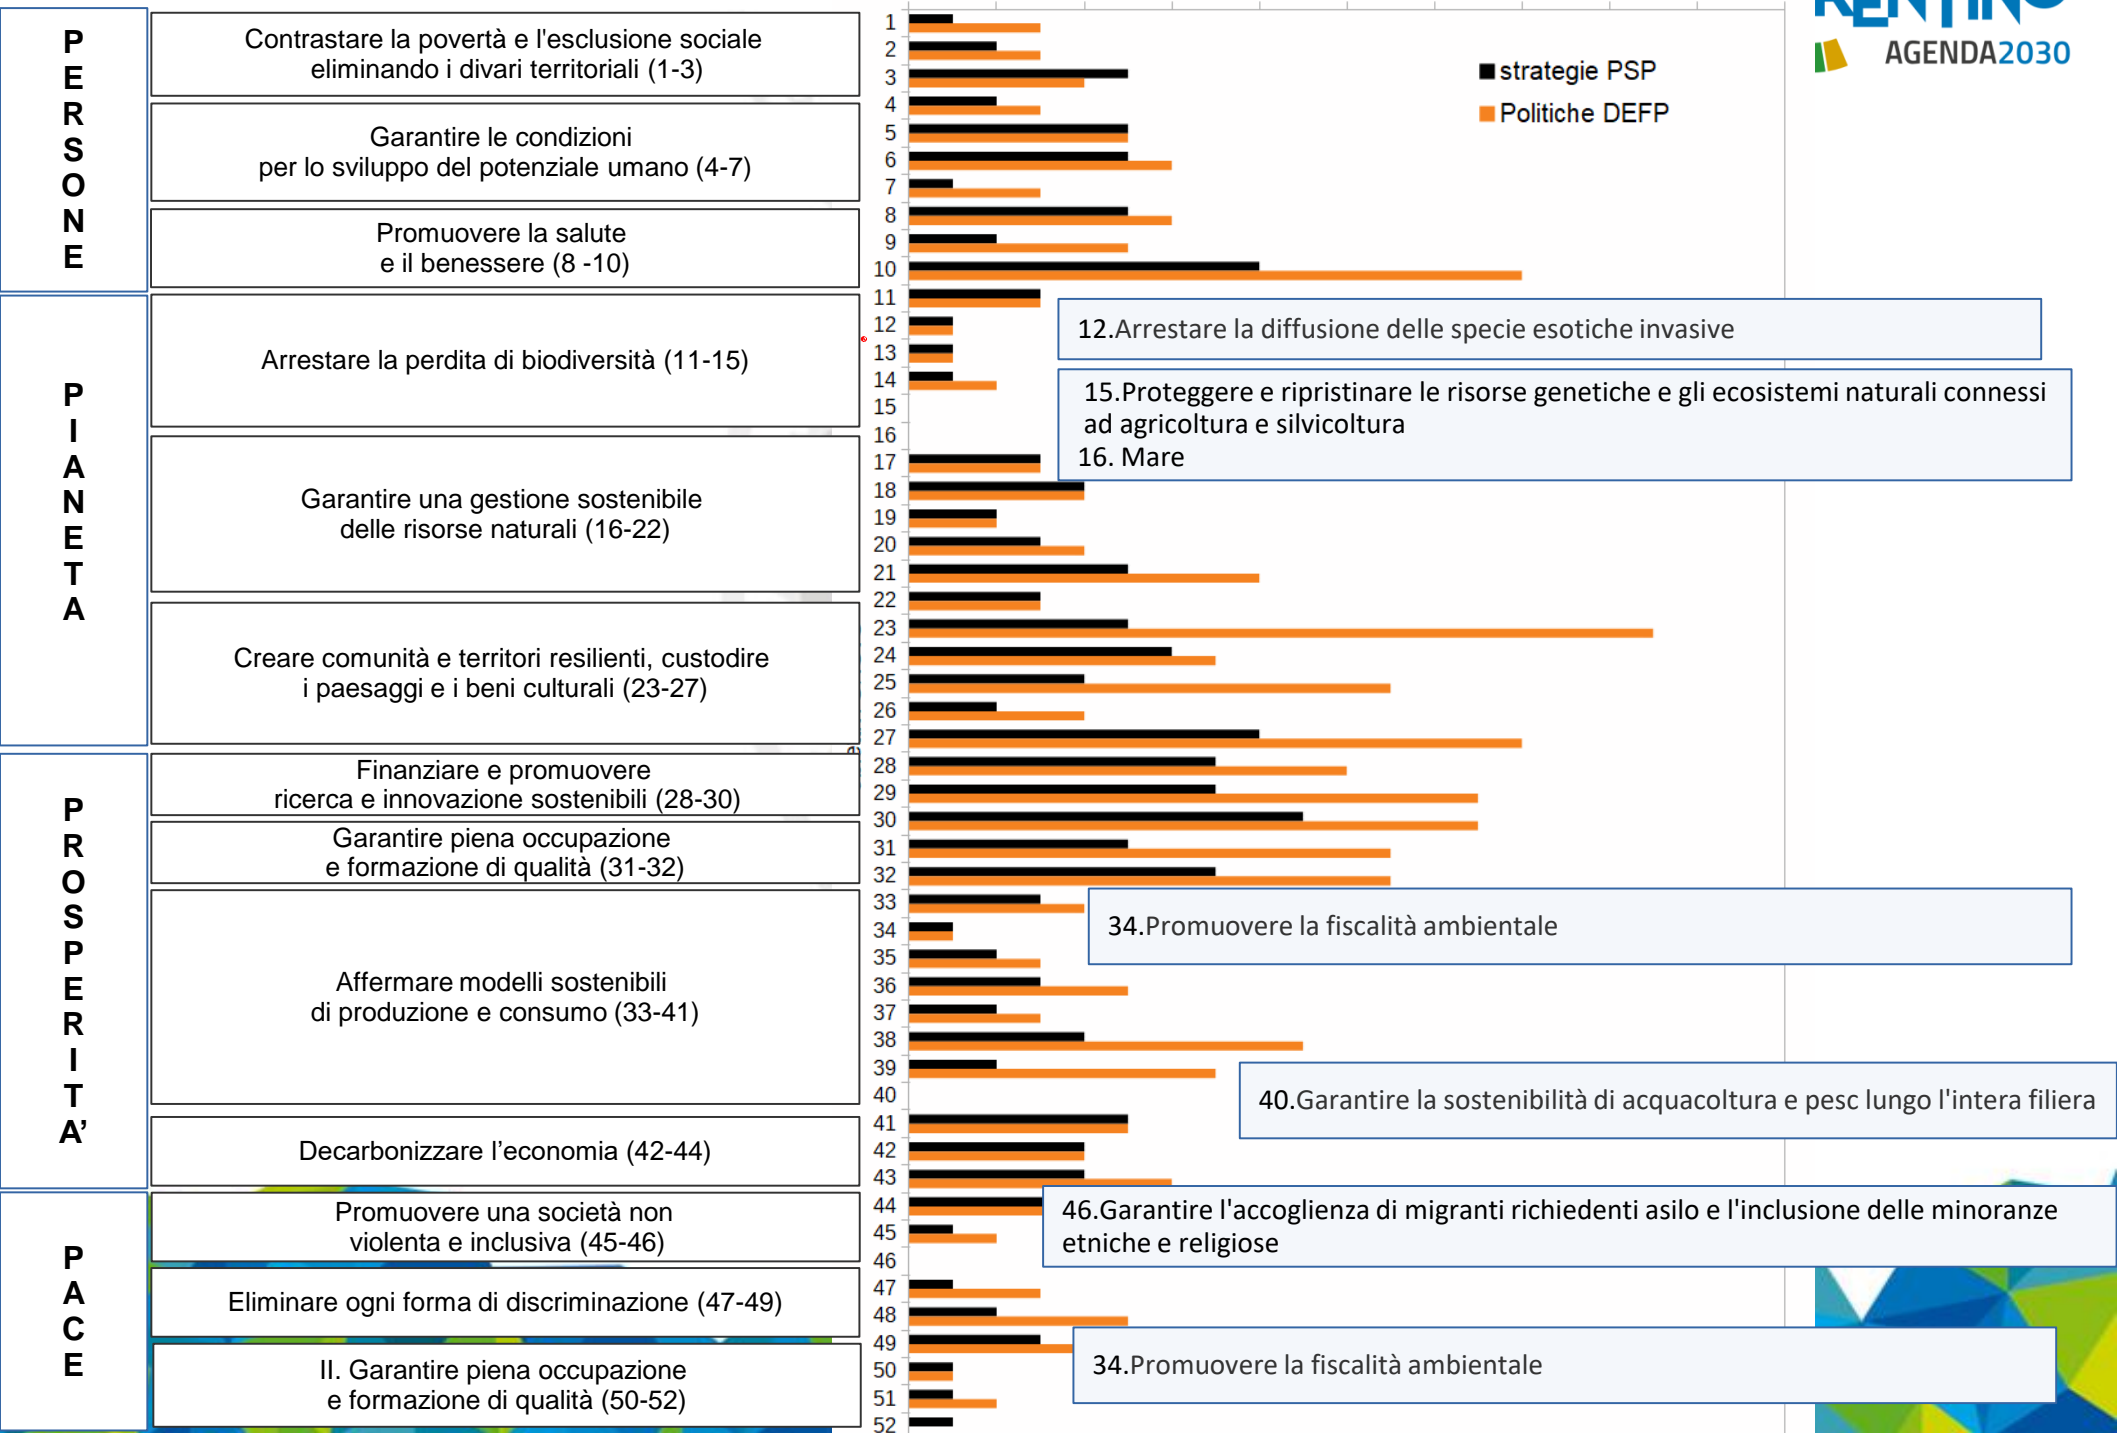 PERSONE
Contrastare la povertà e l'esclusione sociale
eliminando i divari territoriali (1-3)
Garantire le condizioni
per lo sviluppo del potenziale umano (4-7)
Promuovere la salute
e il benessere (8 -10)
PIANETA
Arrestare la perdita di biodiversità (11-15)
Garantire una gestione sostenibile
delle risorse naturali (16-22)
Creare comunità e territori resilienti, custodire
i paesaggi e i beni culturali (23-27)
PROSPERITA’
Finanziare e promuovere
ricerca e innovazione sostenibili (28-30)
Garantire piena occupazione
e formazione di qualità (31-32)
Affermare modelli sostenibili
di produzione e consumo (33-41)
Decarbonizzare l’economia (42-44)
PACE
Promuovere una società non
violenta e inclusiva (45-46)
Eliminare ogni forma di discriminazione (47-49)
II. Garantire piena occupazione
e formazione di qualità (50-52)
1
2
3
4
5
6
7
8
9
10
11
12
13
14
15
16
17
18
19
20
21
22
23
24
25
26
27
28
29
30
31
32
33
34
35
36
37
38
39
40
41
42
43
44
45
46
47
48
49
50
51
52
strategie PSP
Politiche DEFP
AGENDA2030
12.Arrestare la diffusione delle specie esotiche invasive
15.Proteggere e ripristinare le risorse genetiche e gli ecosistemi naturali connessi
ad agricoltura e silvicoltura
16. Mare
34.Promuovere la fiscalità ambientale
40.Garantire la sostenibilità di acquacoltura e pesc lungo l'intera filiera
46.Garantire l'accoglienza di migranti richiedenti asilo e l'inclusione delle minoranze
etniche e religiose
34.Promuovere la fiscalità ambientale